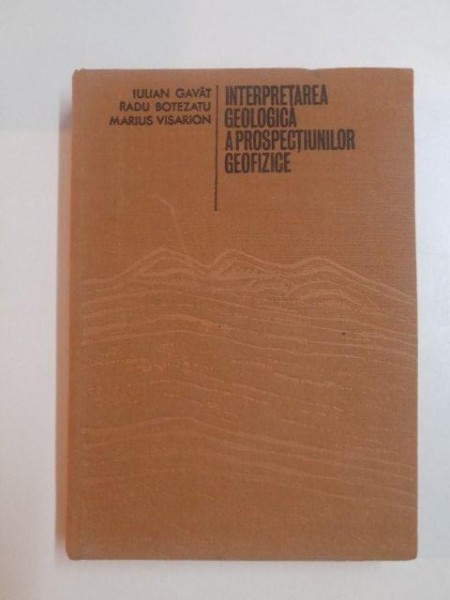 IULIAN GAVĂT
RADU BOTEZATU
MARIUS VISARION
INTERPRETAREA
GEOLOGICĂ
A PROSPECȚIUNILOR
GEOFIZICE